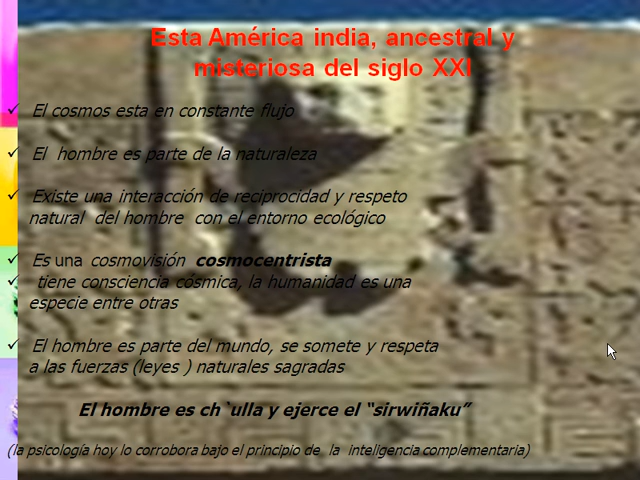 Esta América india, ancestral y
misteriosa del siglo XXI
✓ El cosmos esta en constante flujo
✓ El hombre es parte de la naturaleza
✓ Existe una interacción de reciprocidad y respeto
natural del hombre con el entorno ecológico
✓ Es una cosmovisión cosmocentrista
✓ tiene consciencia cósmica, la humanidad es una
especie entre otras
✓ El hombre es parte del mundo, se somete y respeta
a las fuerzas (leyes ) naturales sagradas
El hombre es ch`ulla y ejerce el “sirwiñaku”
(la psicología hoy lo corrobora bajo el principio de la inteligencia complementaria)